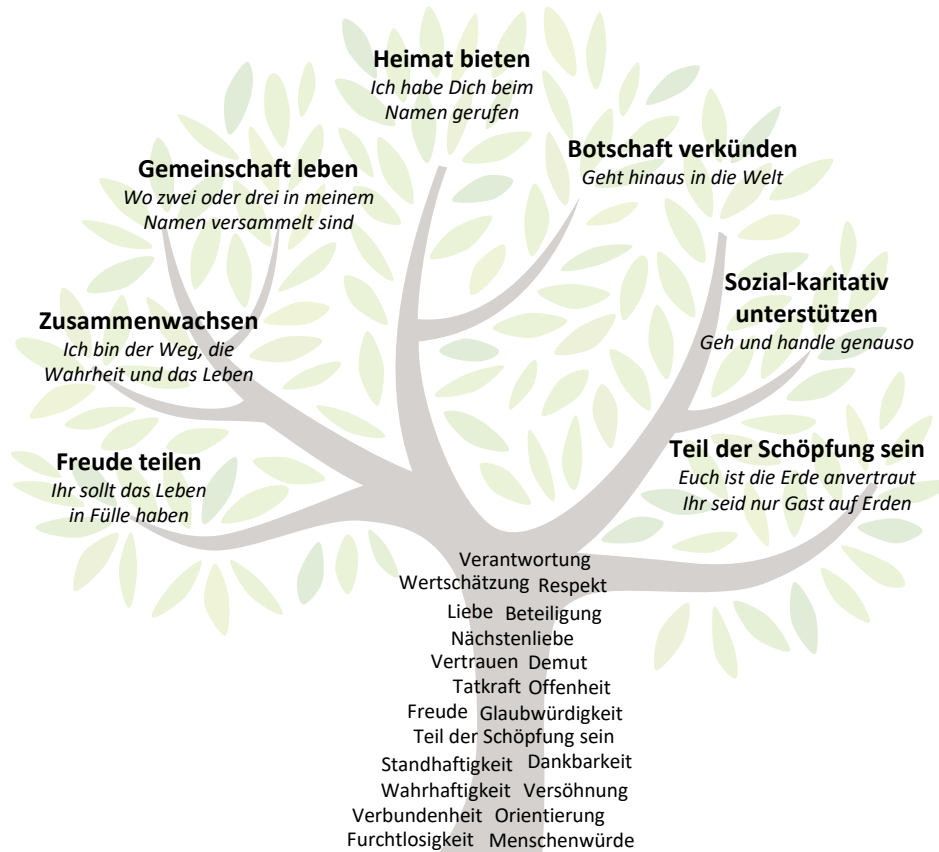 Heimat bieten
Ich habe Dich beim
Namen gerufen
Botschaft verkünden
Geht hinaus in die Welt
Gemeinschaft leben
Wo zwei oder drei in meinem
Namen versammelt sind
Sozial-karitativ
unterstützen
Geh und handle genauso
Zusammenwachsen
Ich bin der Weg, die
Wahrheit und das Leben
Teil der Schöpfung sein
Euch ist die Erde anvertraut
Ihr seid nur Gast auf Erden
Freude teilen
Ihr sollt das Leben
in Fülle haben
Verantwortung
Wertschätzung Respekt
Liebe Beteiligung
Nächstenliebe
Vertrauen Demut
Tatkraft Offenheit
Freude Glaubwürdigkeit
Teil der Schöpfung sein
Standhaftigkeit Dankbarkeit
Wahrhaftigkeit Versöhnung
Verbundenheit Orientierung
Furchtlosigkeit Menschenwürde